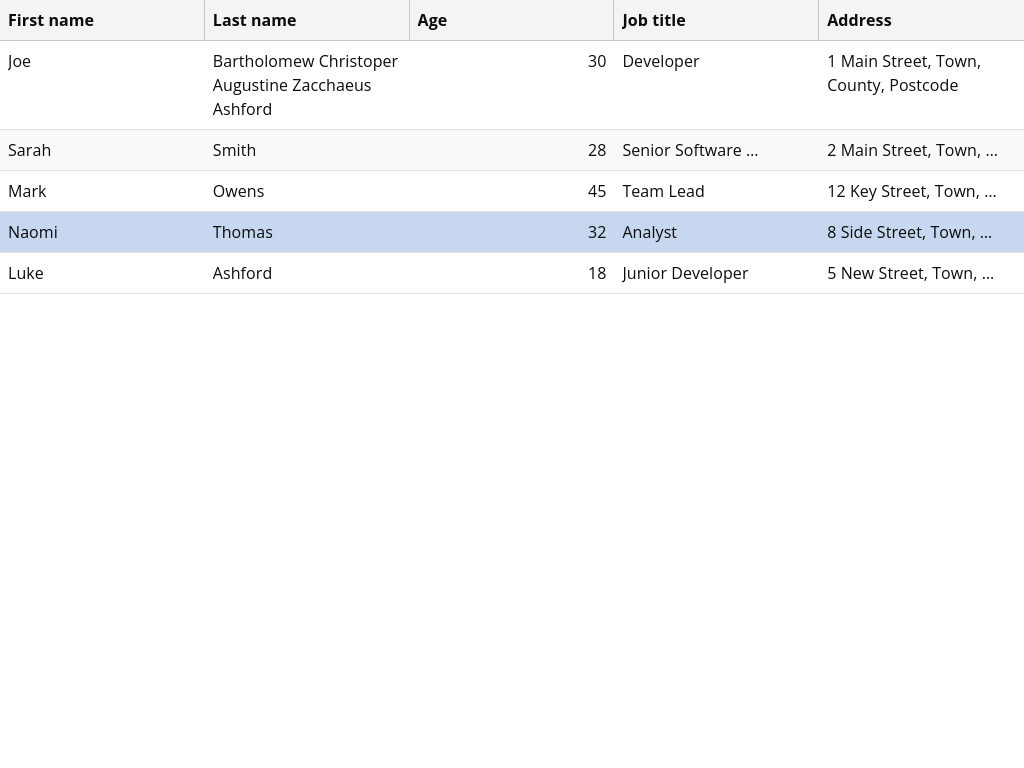 First name Last name Age Job title Address
Joe Bartholomew Christoper 30 Developer 1 Main Street, Town,
Augustine Zacchaeus County, Postcode
Ashford
Sarah Smith 28 Senior Software ... 2 Main Street, Town, ...
Mark Owens 45 Team Lead 12 Key Street, Town, ...
Naomi Thomas 32 Analyst 8 Side Street, Town, ...
Luke Ashford 18 Junior Developer 5 New Street, Town, ...